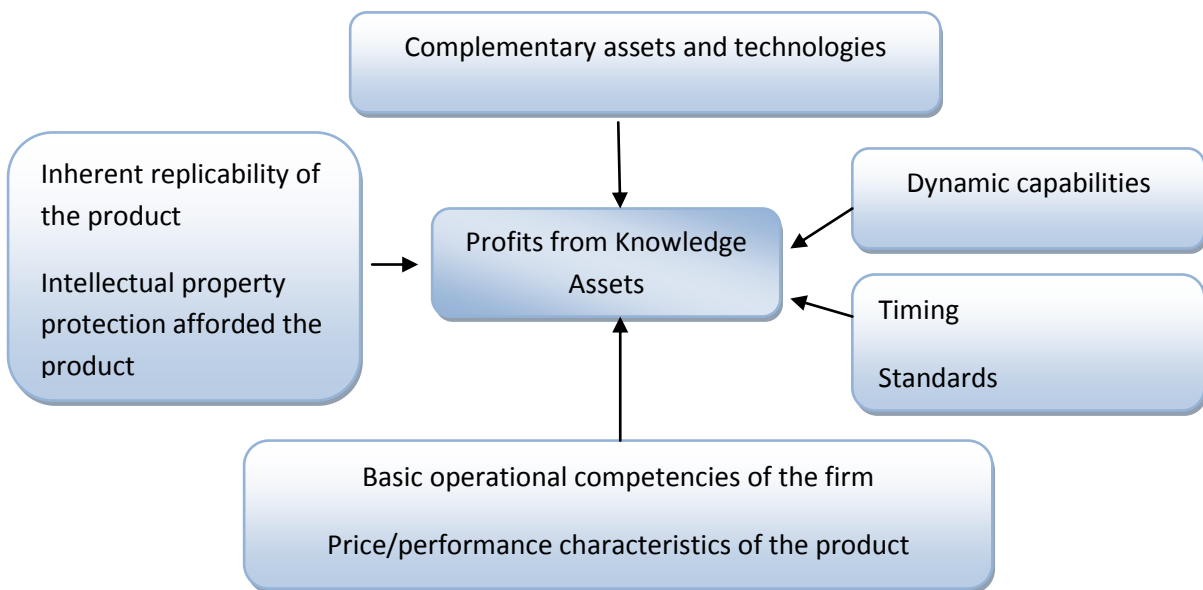 Complementary assets and technologies
Inherent replicability of
the product
Intellectual property
protection afforded the
product
Profits from Knowledge
Assets
Dynamic capabilities
Timing
Standards
Basic operational competencies of the firm
Price/performance characteristics of the product